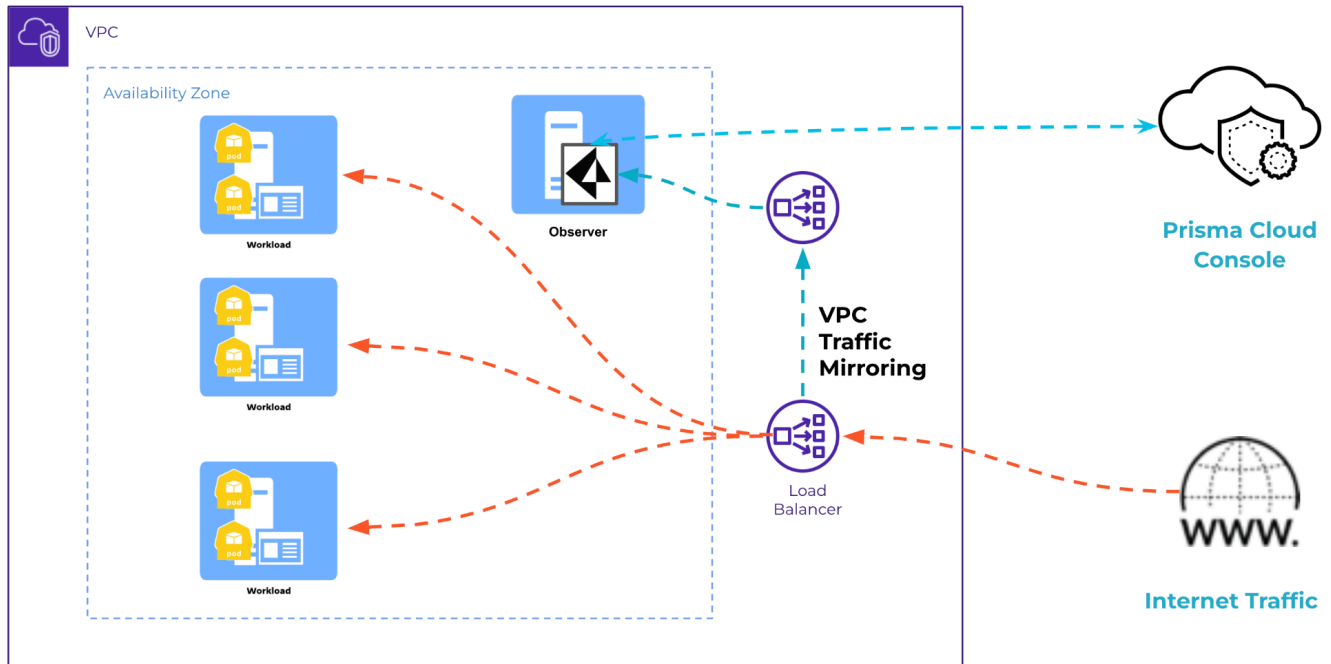 VPC
Availability Zone
pod
pod
Workload
Observer
Prisma Cloud
Console
pod
pod
Workload
VPC
Traffic
Mirroring
Load
Balancer
WWW.
pod
pod
Workload
Internet Traffic